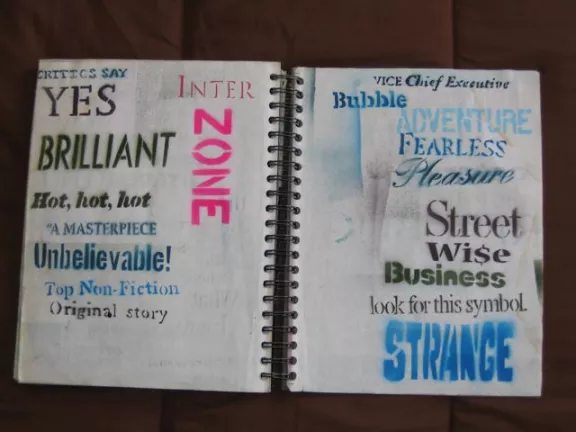 CRITICS SAY
YES
BRILLIANT
Hot, hot, hot
"A MASTERPIECE
Unbelievable!
Top Non-Fiction
Original story
INTER
ZONE
VICE Chief Executive
Bubble
ADVENTURE
FEARLESS
Pleasure
Street
Wi$e
Business
look for this symbol.
STRANGE